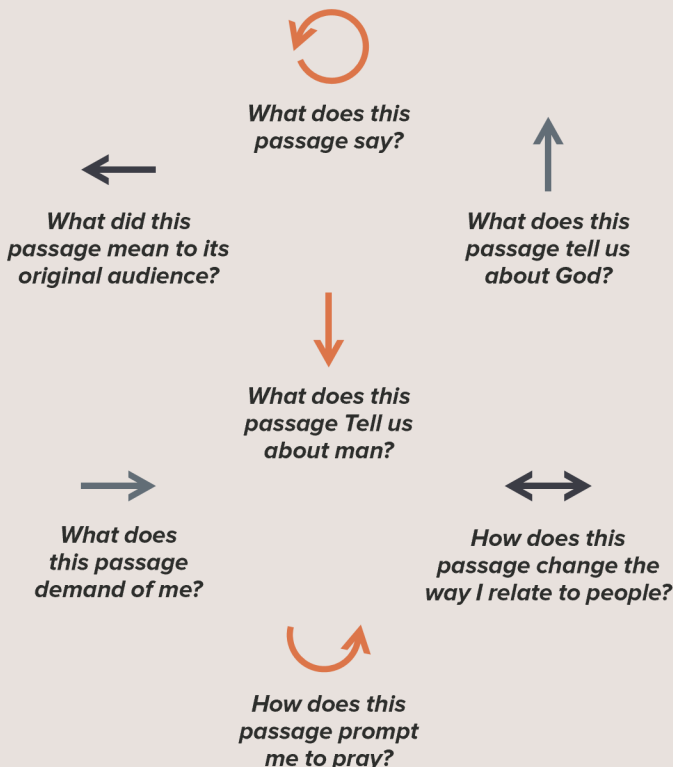 What does this
passage say?
What did this
passage mean to its
original audience?
What does this
passage tell us
about God?
What does this
passage Tell us
about man?
What does
this passage
demand of me?
How does this
passage change the
way I relate to people?
How does this
passage prompt
me to pray?